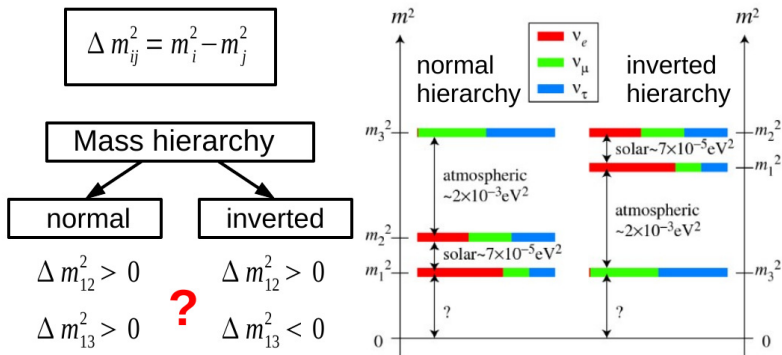 Δ m²ᵢⱼ = m²ᵢ − m²ⱼ
Mass hierarchy
normal
inverted
Δ m²₁₂ > 0
Δ m²₁₂ > 0
?
Δ m²₁₃ > 0
Δ m²₁₃ < 0
m²
m²
νₑ
ν_μ
ν_τ
normal
hierarchy
inverted
hierarchy
m₃²
atmospheric
~2×10⁻³eV²
m₂²
solar~7×10⁻⁵eV²
m₁²
?
0
m₂²
solar~7×10⁻⁵eV²
m₁²
atmospheric
~2×10⁻³eV²
m₃²
?
0